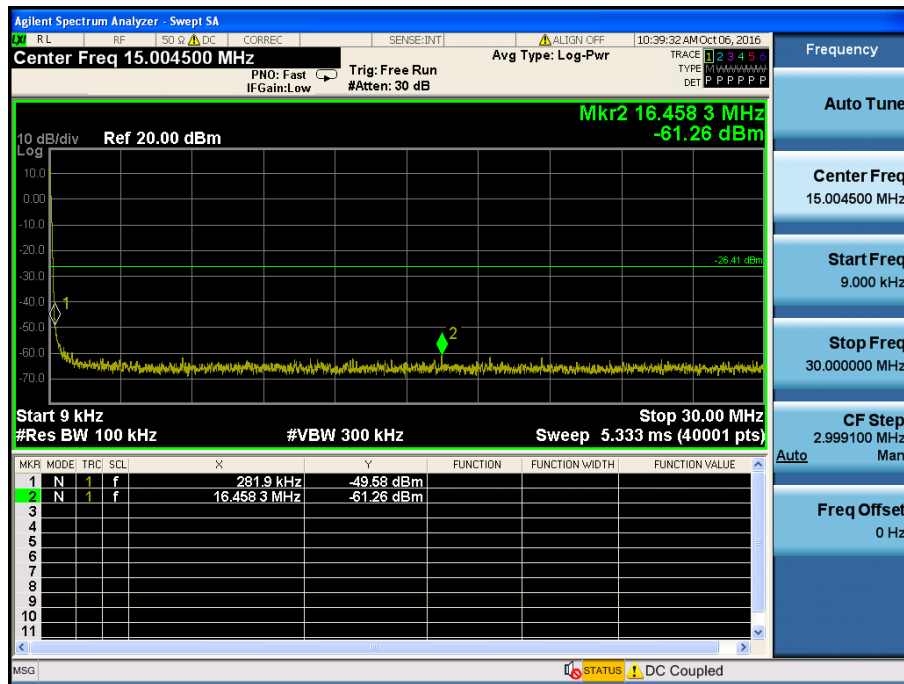 Agilent Spectrum Analyzer - Swept SA
LXI RL RF 50 Ω DC CORREC SENSE:INT ALIGN OFF 10:39:32 AM Oct 06, 2016
Center Freq 15.004500 MHz
PNO: Fast
IFGain:Low
Trig: Free Run
#Atten: 30 dB
Avg Type: Log-Pwr
TRACE 1 2 3 4 5 6
TYPE M W W W W W
DET P P P P P P
Mkr2 16.458 3 MHz
-61.26 dBm
10 dB/div
Log
Ref 20.00 dBm
10.0
0.00
-10.0
-20.0
-26.41 dBm
-30.0
-40.0
1
-50.0
2
-60.0
-70.0
Start 9 kHz
Stop 30.00 MHz
#Res BW 100 kHz
#VBW 300 kHz
Sweep 5.333 ms (40001 pts)
MKR MODE TRC SCL X Y FUNCTION FUNCTION WIDTH FUNCTION VALUE
1 N 1 f 281.9 kHz -49.58 dBm
2 N 1 f 16.458 3 MHz -61.26 dBm
3
4
5
6
7
8
9
10
11
MSG
STATUS
DC Coupled
Frequency
Auto Tune
Center Freq
15.004500 MHz
Start Freq
9.000 kHz
Stop Freq
30.000000 MHz
CF Step
2.999100 MHz
Auto Man
Freq Offset
0 Hz